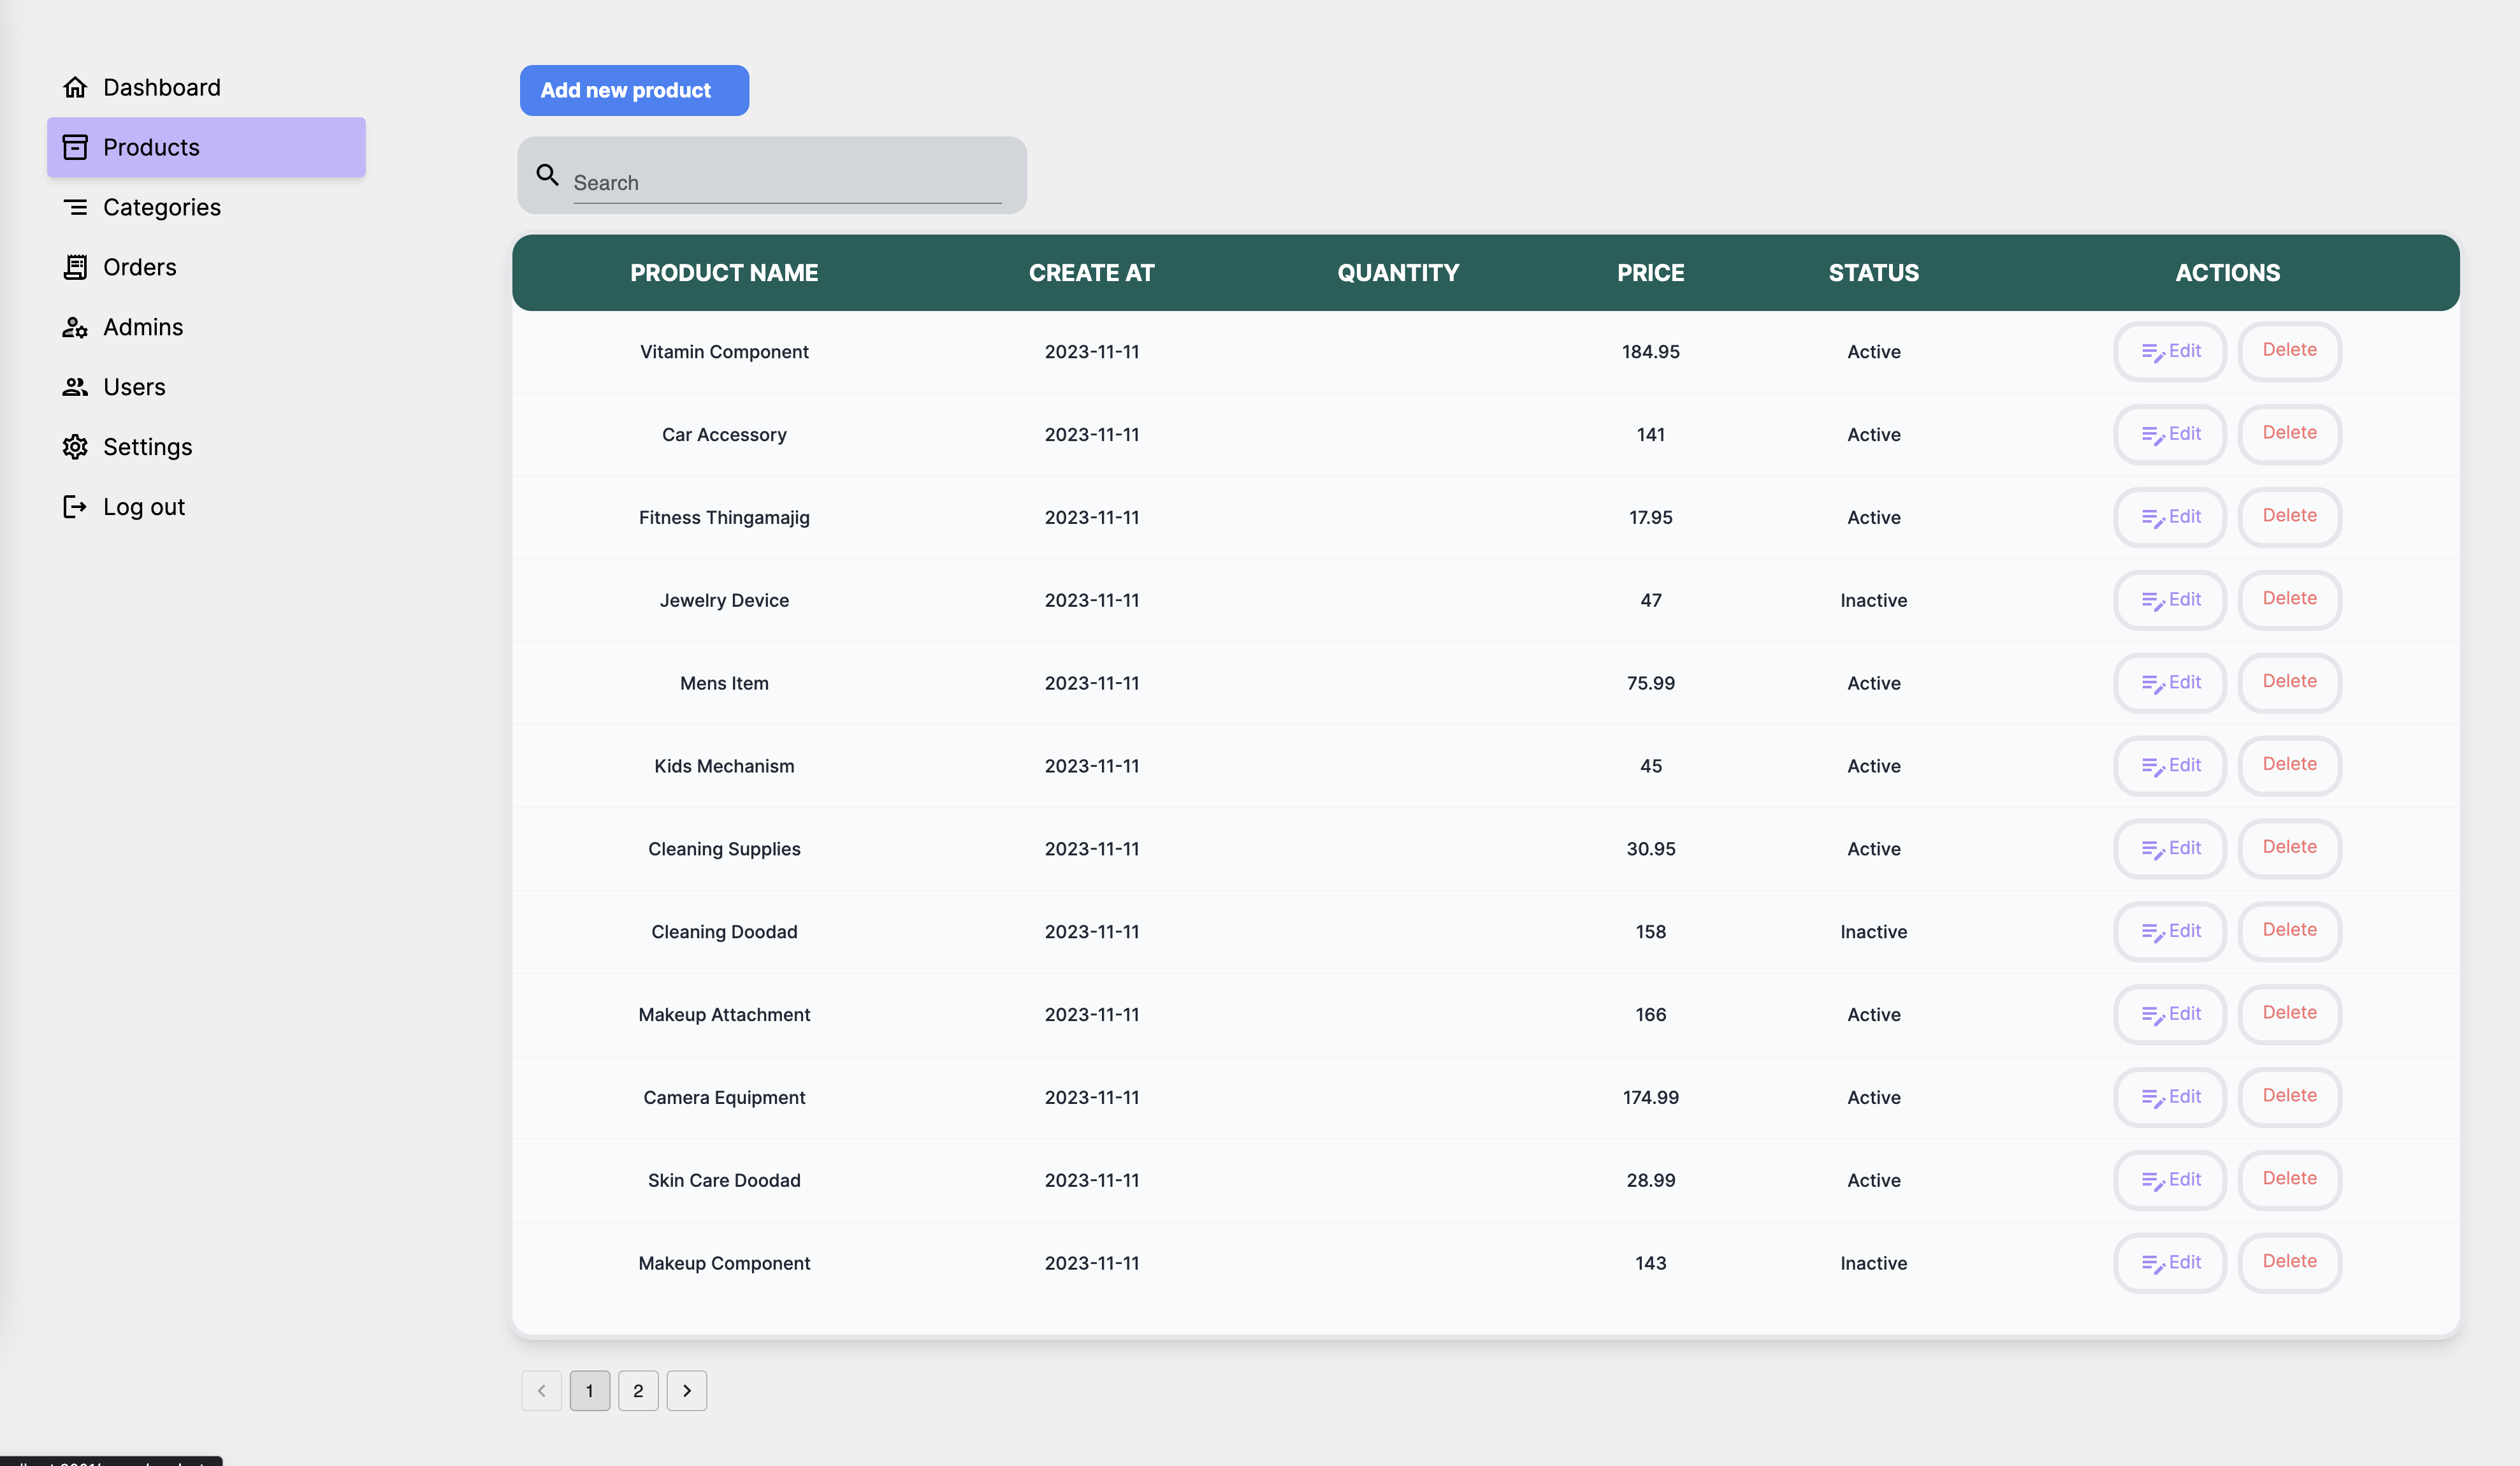 Dashboard
Products
Categories
Orders
Admins
Users
Settings
Log out
Add new product
Search
PRODUCT NAME CREATE AT QUANTITY PRICE STATUS ACTIONS
Vitamin Component 2023-11-11 184.95 Active Edit Delete
Car Accessory 2023-11-11 141 Active Edit Delete
Fitness Thingamajig 2023-11-11 17.95 Active Edit Delete
Jewelry Device 2023-11-11 47 Inactive Edit Delete
Mens Item 2023-11-11 75.99 Active Edit Delete
Kids Mechanism 2023-11-11 45 Active Edit Delete
Cleaning Supplies 2023-11-11 30.95 Active Edit Delete
Cleaning Doodad 2023-11-11 158 Inactive Edit Delete
Makeup Attachment 2023-11-11 166 Active Edit Delete
Camera Equipment 2023-11-11 174.99 Active Edit Delete
Skin Care Doodad 2023-11-11 28.99 Active Edit Delete
Makeup Component 2023-11-11 143 Inactive Edit Delete
1 2